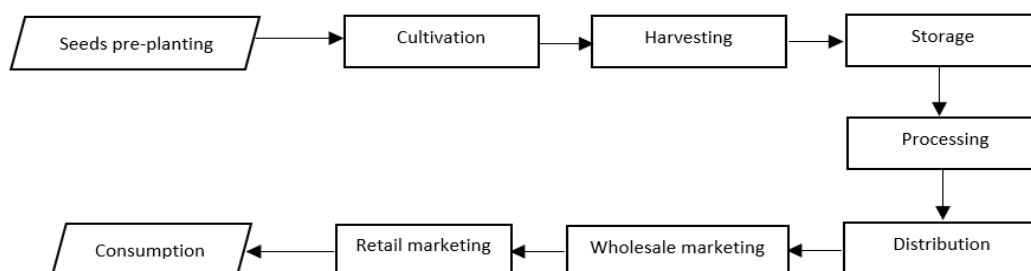 Seeds pre-planting
Cultivation
Harvesting
Storage
Processing
Distribution
Wholesale marketing
Retail marketing
Consumption